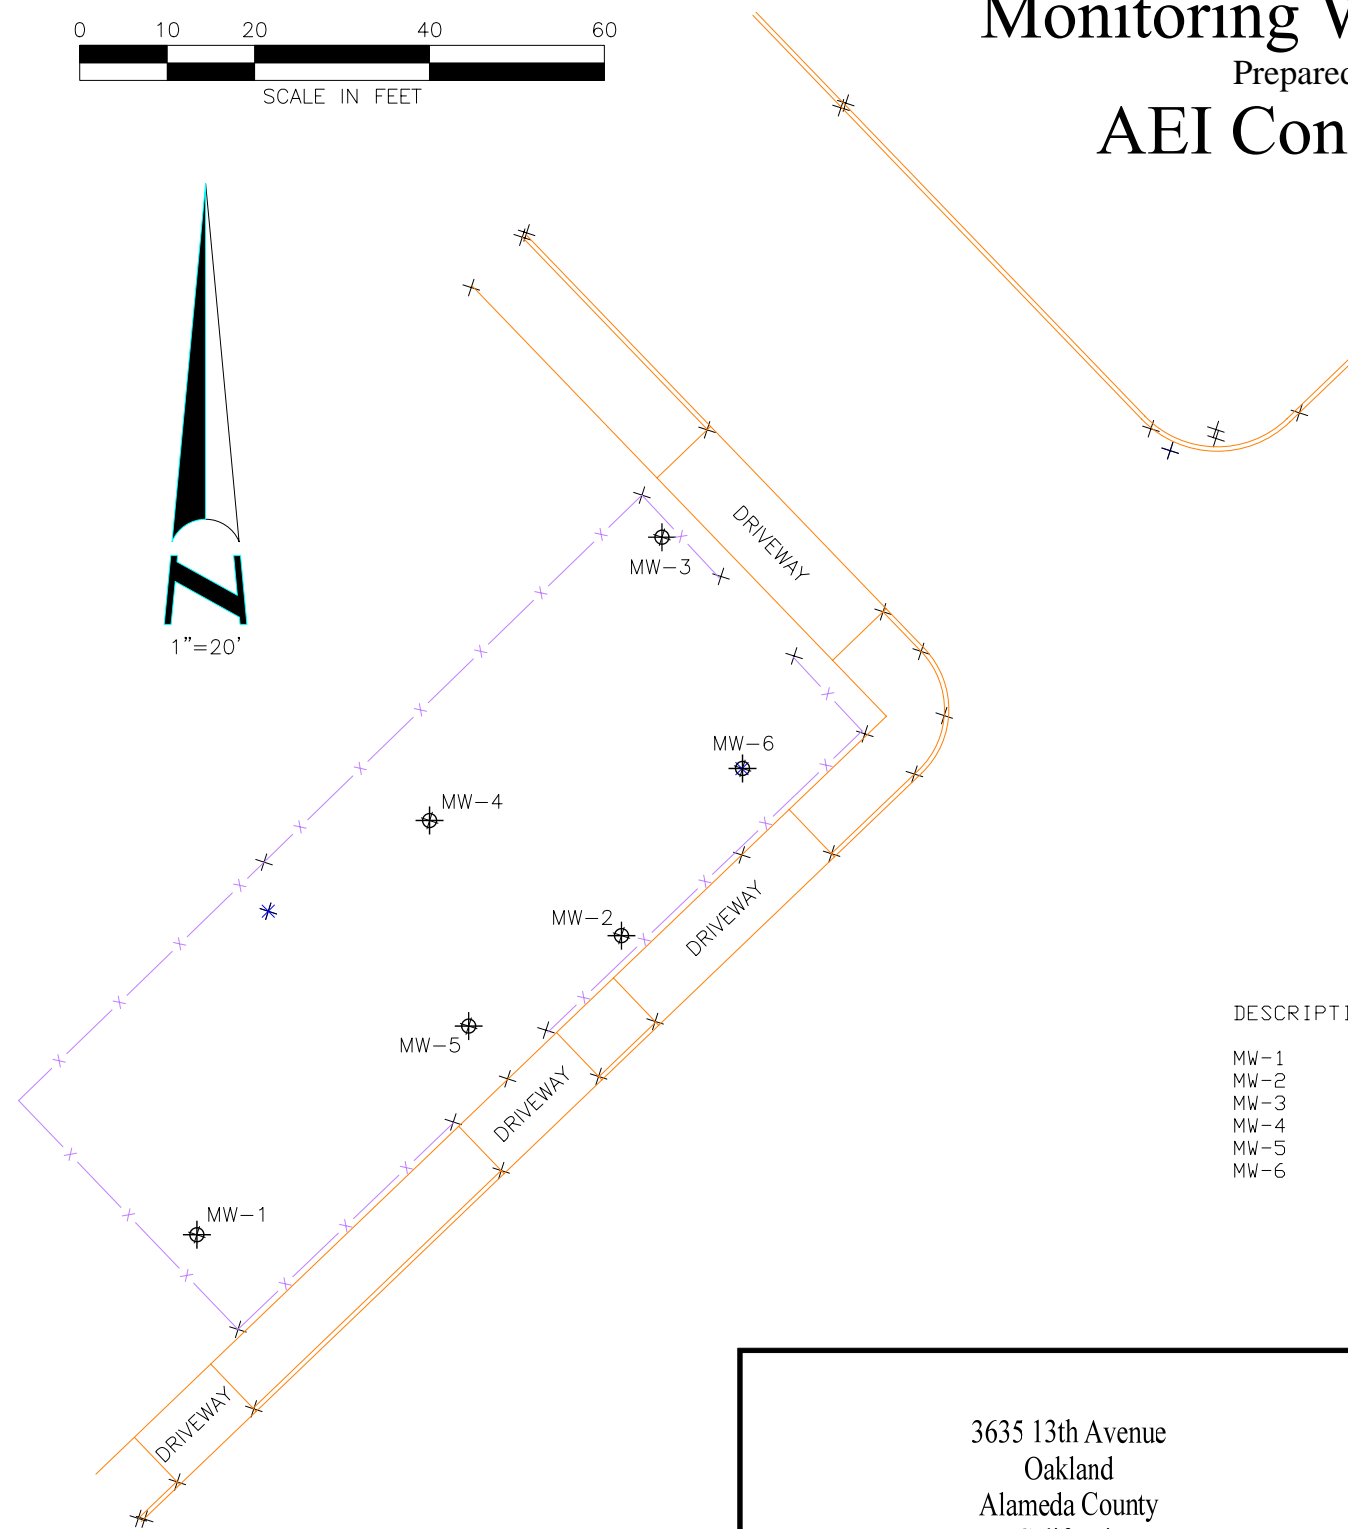 0 10 20 40 60
SCALE IN FEET
Monitoring
Prepared
AEI Con
N
1"=20'
DRIVEWAY
MW-3
MW-6
MW-4
DRIVEWAY
MW-2
MW-5
DRIVEWAY
MW-1
DRIVEWAY
DESCRIPTI
MW-1
MW-2
MW-3
MW-4
MW-5
MW-6
3635 13th Avenue
Oakland
Alameda County